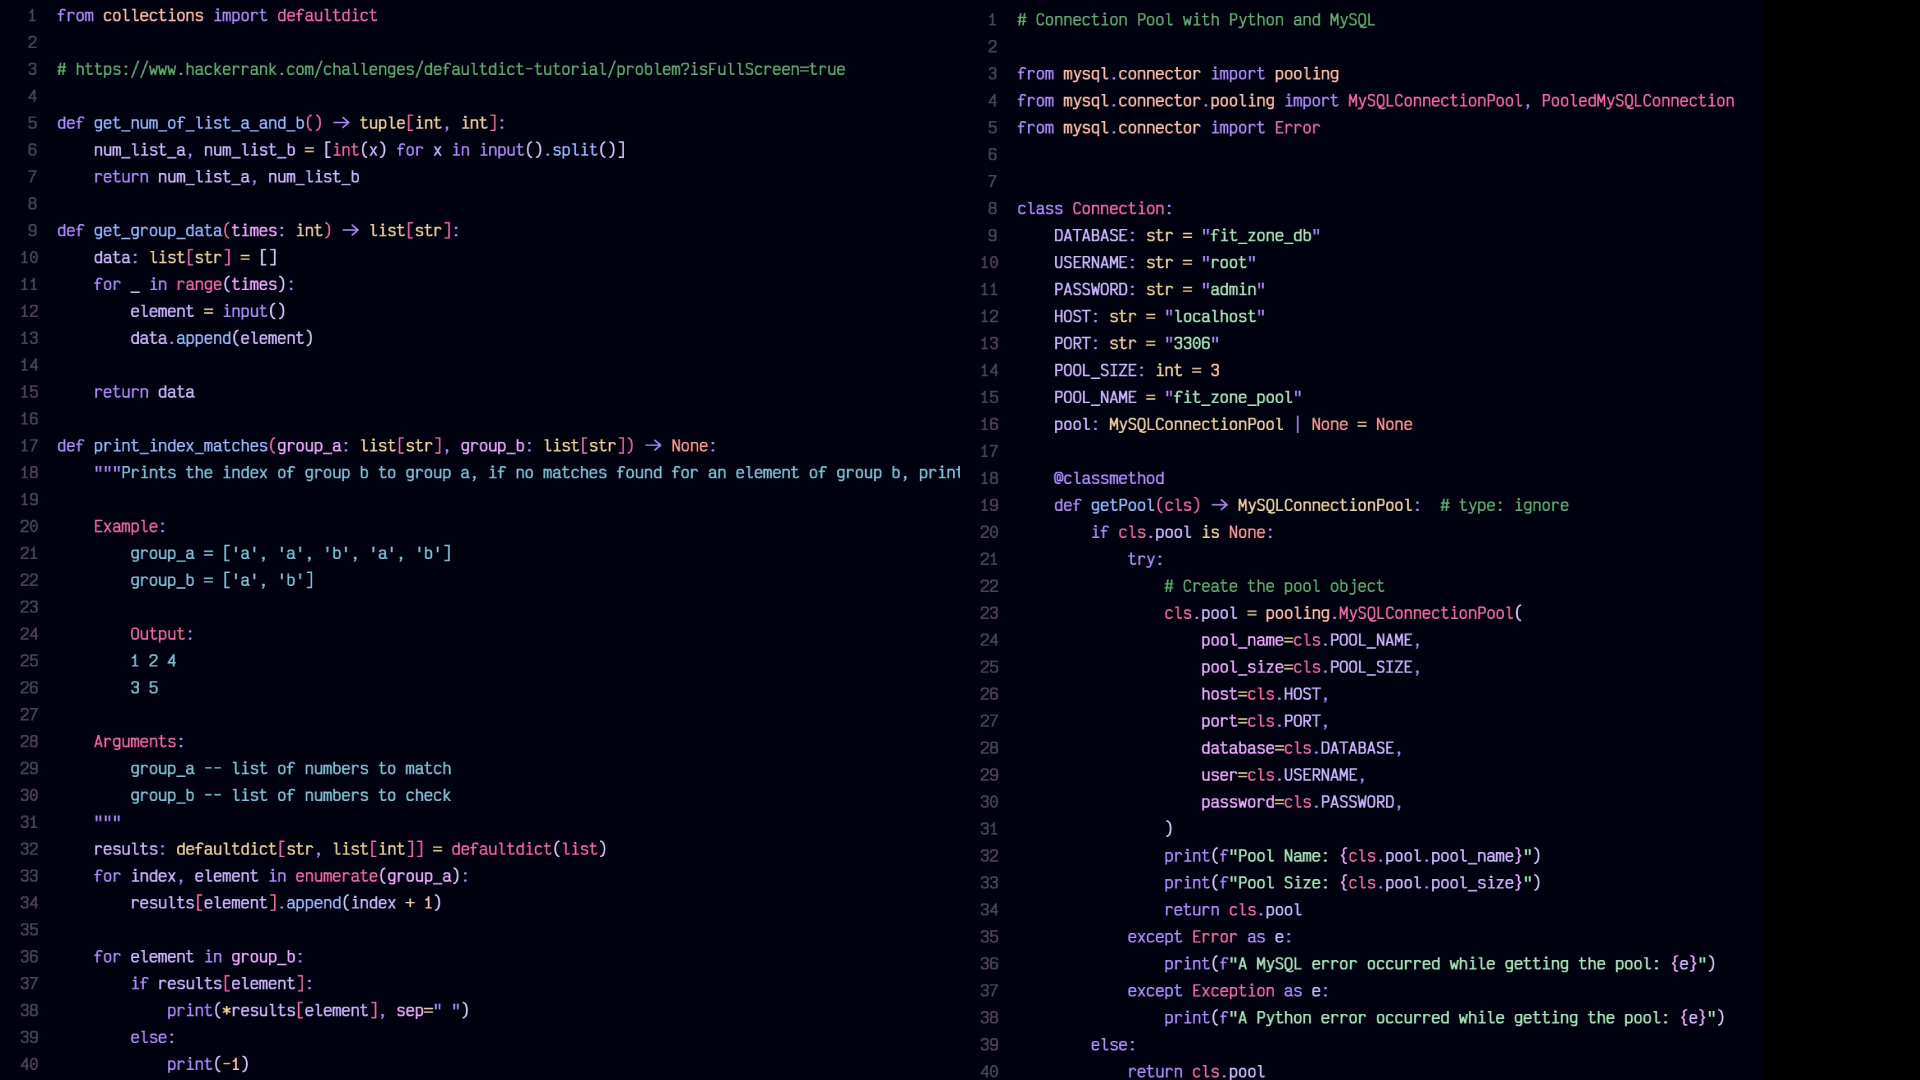 1 from collections import defaultdict
2
3 # https://www.hackerrank.com/challenges/defaultdict-tutorial/problem?isFullScreen=true
4
5 def get_num_of_list_a_and_b() -> tuple[int, int]:
6     num_list_a, num_list_b = [int(x) for x in input().split()]
7     return num_list_a, num_list_b
8
9 def get_group_data(times: int) -> list[str]:
10     data: list[str] = []
11     for _ in range(times):
12         element = input()
13         data.append(element)
14
15     return data
16
17 def print_index_matches(group_a: list[str], group_b: list[str]) -> None:
18     """Prints the index of group b to group a, if no matches found for an element of group b, print
19
20     Example:
21         group_a = ['a', 'a', 'b', 'a', 'b']
22         group_b = ['a', 'b']
23
24         Output:
25         1 2 4
26         3 5
27
28     Arguments:
29         group_a -- list of numbers to match
30         group_b -- list of numbers to check
31     """
32     results: defaultdict[str, list[int]] = defaultdict(list)
33     for index, element in enumerate(group_a):
34         results[element].append(index + 1)
35
36     for element in group_b:
37         if results[element]:
38             print(*results[element], sep=" ")
39         else:
40             print(-1)
1 # Connection Pool with Python and MySQL
2
3 from mysql.connector import pooling
4 from mysql.connector.pooling import MySQLConnectionPool, PooledMySQLConnection
5 from mysql.connector import Error
6
7
8 class Connection:
9     DATABASE: str = "fit_zone_db"
10     USERNAME: str = "root"
11     PASSWORD: str = "admin"
12     HOST: str = "localhost"
13     PORT: str = "3306"
14     POOL_SIZE: int = 3
15     POOL_NAME = "fit_zone_pool"
16     pool: MySQLConnectionPool | None = None
17
18     @classmethod
19     def getPool(cls) -> MySQLConnectionPool:  # type: ignore
20         if cls.pool is None:
21             try:
22                 # Create the pool object
23                 cls.pool = pooling.MySQLConnectionPool(
24                     pool_name=cls.POOL_NAME,
25                     pool_size=cls.POOL_SIZE,
26                     host=cls.HOST,
27                     port=cls.PORT,
28                     database=cls.DATABASE,
29                     user=cls.USERNAME,
30                     password=cls.PASSWORD,
31                 )
32                 print(f"Pool Name: {cls.pool.pool_name}")
33                 print(f"Pool Size: {cls.pool.pool_size}")
34                 return cls.pool
35             except Error as e:
36                 print(f"A MySQL error occurred while getting the pool: {e}")
37             except Exception as e:
38                 print(f"A Python error occurred while getting the pool: {e}")
39         else:
40             return cls.pool